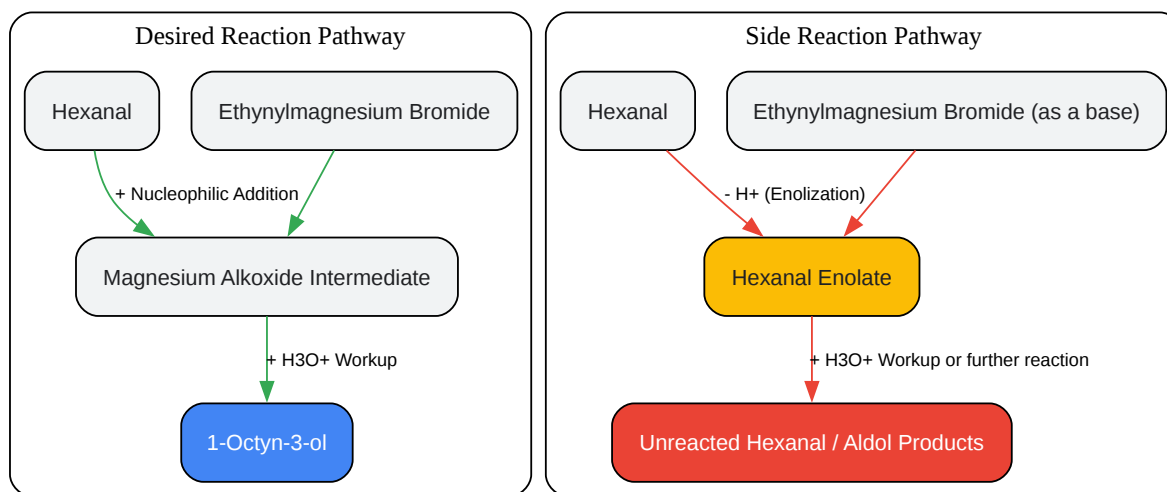 Desired Reaction Pathway
Hexanal
Ethynylmagnesium Bromide
+ Nucleophilic Addition
Magnesium Alkoxide Intermediate
+ H3O+ Workup
1-Octyn-3-ol
Side Reaction Pathway
Hexanal
Ethynylmagnesium Bromide (as a base)
- H+ (Enolization)
Hexanal Enolate
+ H3O+ Workup or further reaction
Unreacted Hexanal / Aldol Products